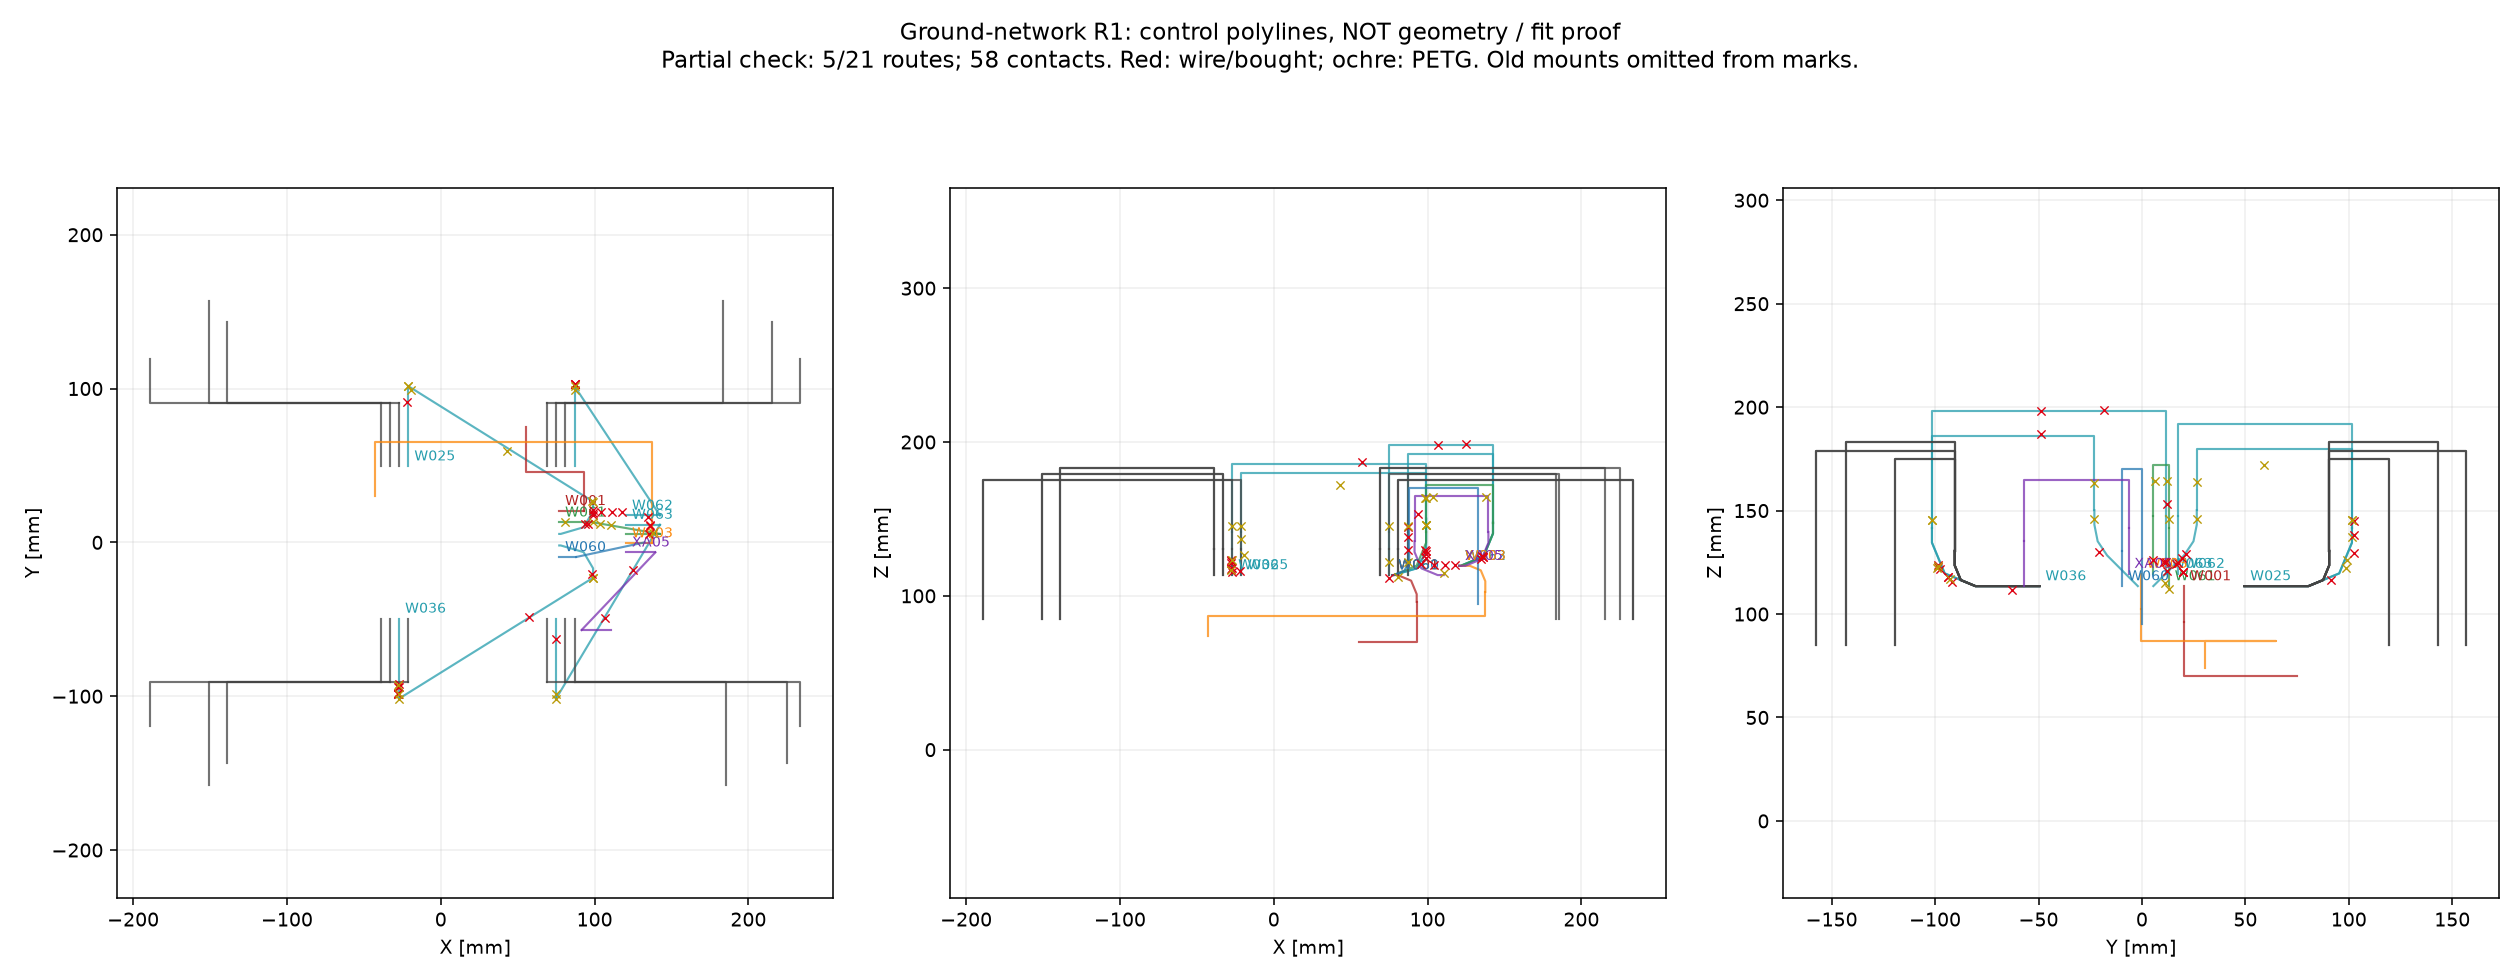 Ground-network R1: control polylines, NOT geometry / fit proof
Partial check: 5/21 routes; 58 contacts. Red: wire/bought; ochre: PETG. Old mounts omitted from marks.
200
100
0
−100
−200
Y [mm]
−200
−100
0
100
200
X [mm]
W025
W036
W060
W062
W063
XA05
300
200
100
0
Z [mm]
−200
−100
0
100
200
X [mm]
300
250
200
150
100
50
0
Z [mm]
−150
−100
−50
0
50
100
150
Y [mm]
W036
W060
W001
W025